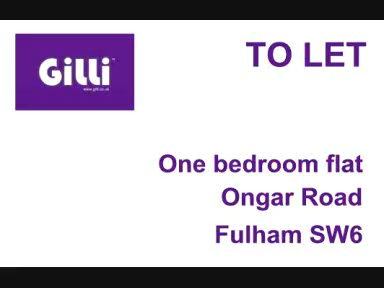 Gilli
TO LET
One bedroom flat
Ongar Road
Fulham SW6